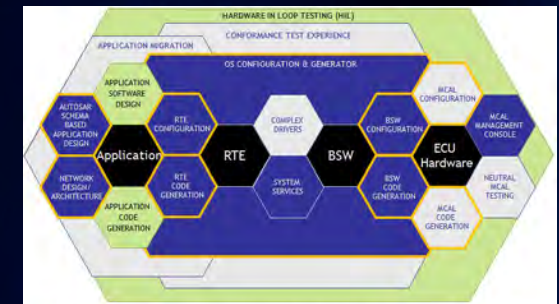 HARDWARE IN LOOP TESTING (HIL)
CONFORMANCE TEST EXPERIENCE
APPLICATION MIGRATION
OS CONFIGURATION & GENERATOR
APPLICATION
SOFTWARE
DESIGN
MCAL
CONFIGURATION
AUTOSAR
SCHEMA
BASED
APPLICATION
DESIGN
RTE
CONFIGURATION
COMPLEX
DRIVERS
BSW
CONFIGURATION
MCAL
MANAGEMENT
CONSOLE
Application
RTE
BSW
ECU
Hardware
NETWORK
DESIGN/
ARCHITECTURE
RTE
CODE
GENERATION
SYSTEM
SERVICES
BSW
CODE
GENERATION
NEUTRAL
MCAL
TESTING
APPLICATION
CODE
GENERATION
MCAL
CODE
GENERATION